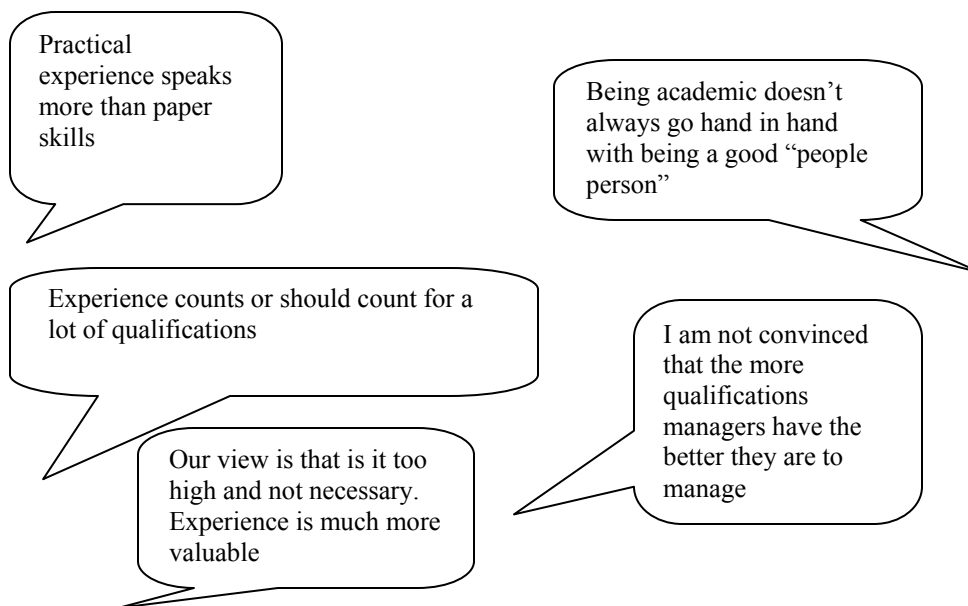 Practical
experience speaks
more than paper
skills
Being academic doesn’t
always go hand in hand
with being a good “people
person”
Experience counts or should count for a
lot of qualifications
I am not convinced
that the more
qualifications
managers have the
better they are to
manage
Our view is that is it too
high and not necessary.
Experience is much more
valuable